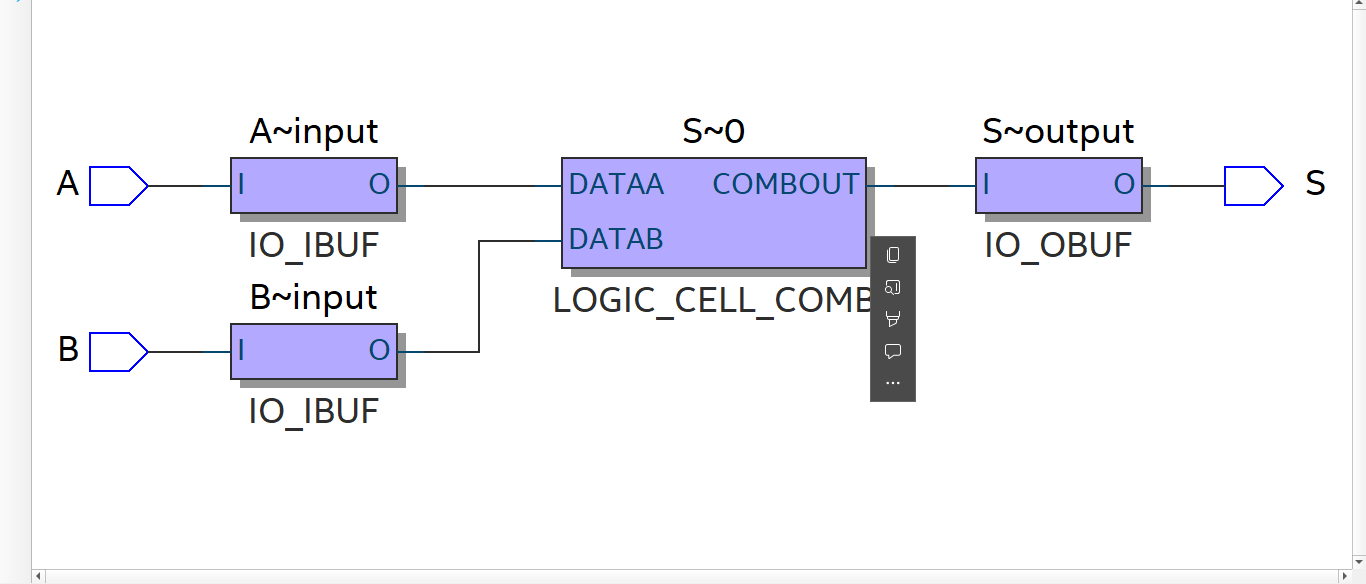 A~input
S~0
S~output
A
I
O
DATAA
COMBOUT
I
O
S
DATAB
IO_IBUF
IO_OBUF
B~input
LOGIC_CELL_COMB
B
I
O
IO_IBUF